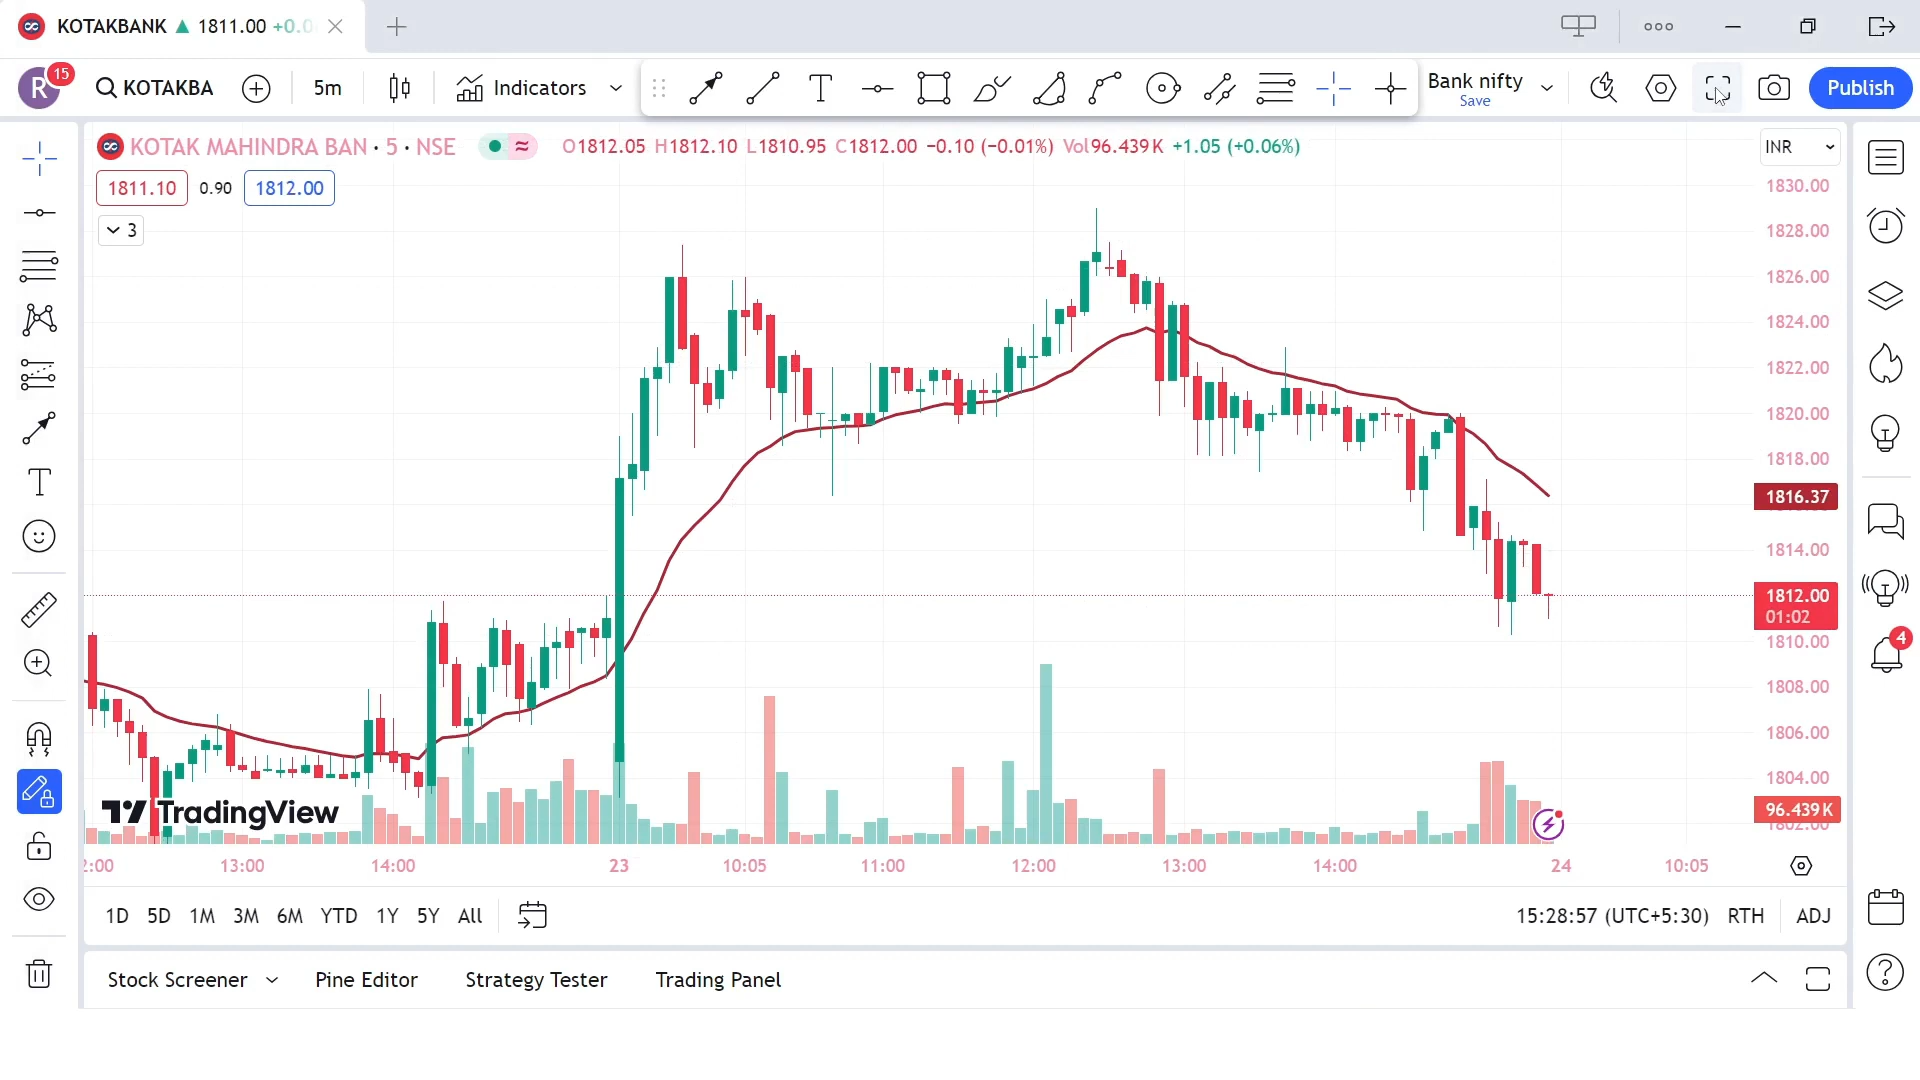 KOTAKBANK ▲ 1811.00 +0.0
R 15 KOTAKBA 5m Indicators Bank nifty Save Publish
KOTAK MAHINDRA BAN · 5 · NSE O1812.05 H1812.10 L1810.95 C1812.00 −0.10 (−0.01%) Vol96.439K +1.05 (+0.06%) INR
1811.10 0.90 1812.00
3
1830.00
1828.00
1826.00
1824.00
1822.00
1820.00
1818.00
1816.37
1814.00
1812.00
01:02
1810.00
1808.00
1806.00
1804.00
96.439K
1802.00
4
TradingView
2:00 13:00 14:00 23 10:05 11:00 12:00 13:00 14:00 24 10:05
1D 5D 1M 3M 6M YTD 1Y 5Y All 15:28:57 (UTC+5:30) RTH ADJ
Stock Screener Pine Editor Strategy Tester Trading Panel